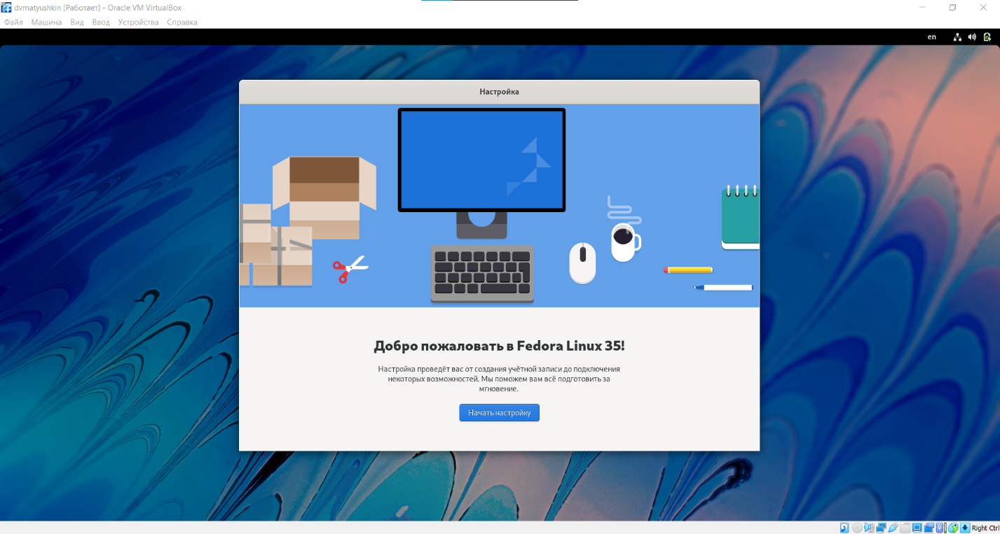 dvmatyushkin [Работает] - Oracle VM VirtualBox
Файл Машина Вид Ввод Устройства Справка
en
Настройка
Добро пожаловать в Fedora Linux 35!
Настройка проведёт вас от создания учётной записи до подключения
некоторых возможностей. Мы поможем вам всё подготовить за
мгновение.
Начать настройку
Right Ctrl